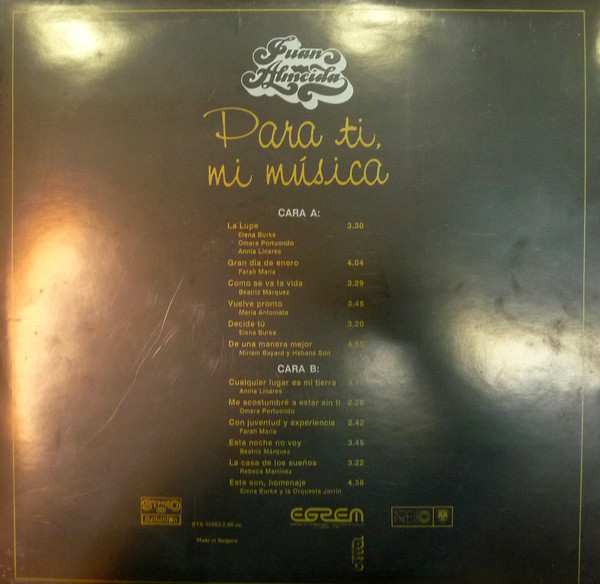 Juan
Almeida
Para ti,
mi música
CARA A:
La Lupe 3.30
Elena Burke
Omara Portuondo
Annia Linares
Gran día de enero 4.04
Farah María
Como se va la vida 3.29
Beatriz Márquez
Vuelve pronto 3.45
María Antonieta
Decide tú 3.20
Elena Burke
De una manera mejor
Miriam Bayard y Habana Son
CARA B:
Cualquier lugar es mi tierra
Annia Linares
Me acostumbré a estar sin ti 2.20
Omara Portuondo
Con juventud y experiencia 2.42
Farah María
Esta noche no voy 3.45
Beatriz Márquez
La casa de los sueños 3.22
Rebeca Martínez
Este son, homenaje 4.38
Elena Burke y la Orquesta Jorrín
STEREO
Balkanton
EGREM
AREITO
Made in Bulgaria